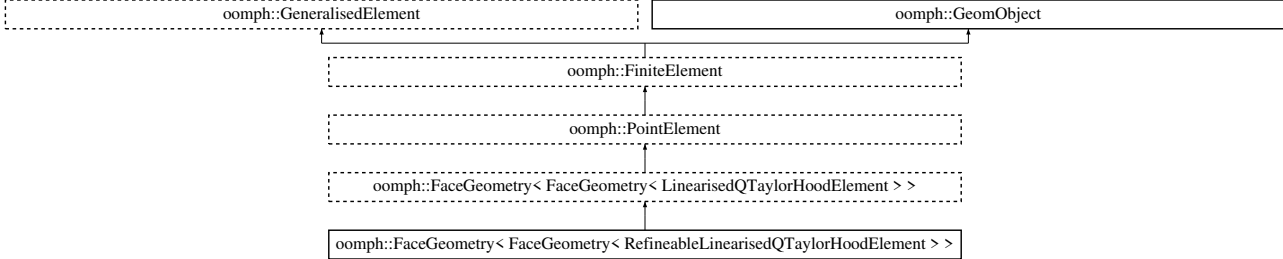 oomph::GeneralisedElement
oomph::GeomObject
oomph::FiniteElement
oomph::PointElement
oomph::FaceGeometry< FaceGeometry< LinearisedQTaylorHoodElement > >
oomph::FaceGeometry< FaceGeometry< RefineableLinearisedQTaylorHoodElement > >